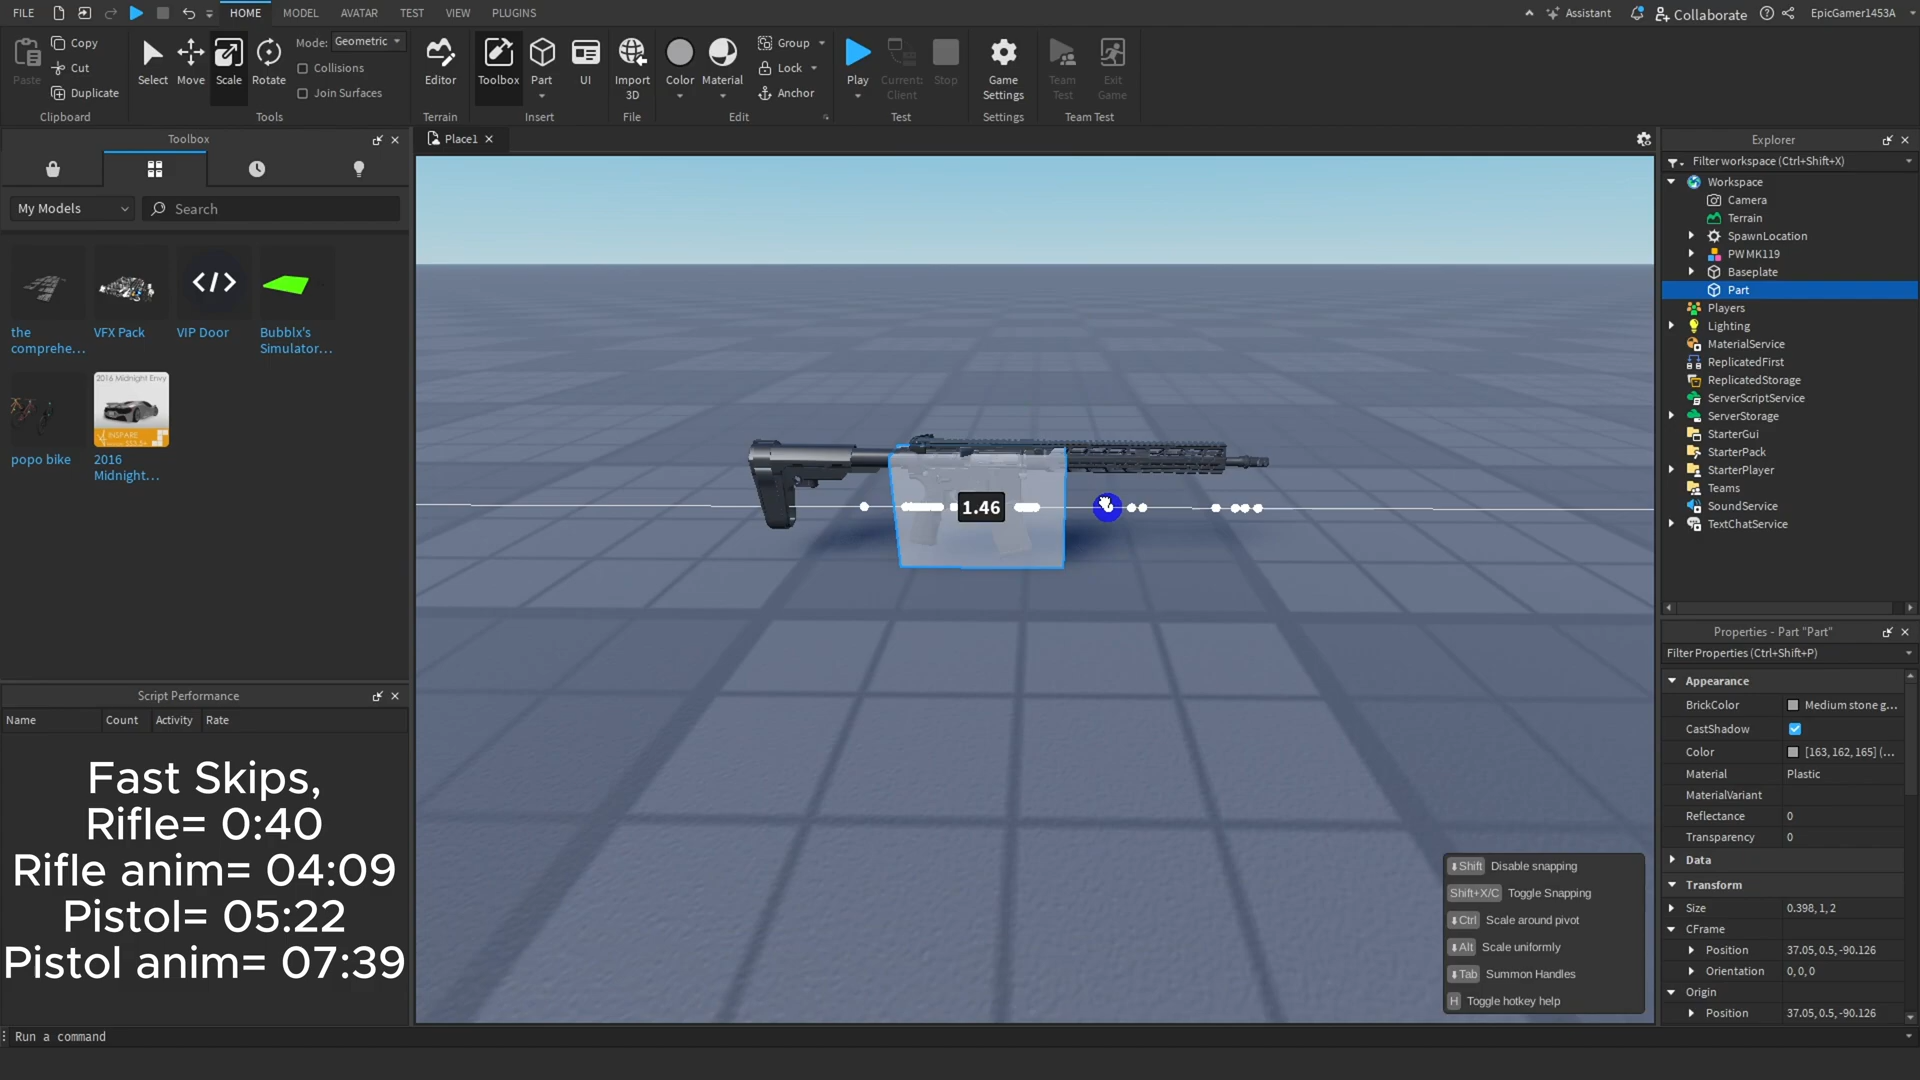 FILE
HOME
MODEL
AVATAR
TEST
VIEW
PLUGINS
Assistant
Collaborate
EpicGamer1453A
Paste
Copy
Cut
Duplicate
Clipboard
Select
Move
Scale
Rotate
Mode:
Geometric
Collisions
Join Surfaces
Tools
Editor
Terrain
Toolbox
Part
UI
Insert
Import
3D
File
Color
Material
Group
Lock
Anchor
Edit
Play
Current:
Client
Stop
Test
Game
Settings
Settings
Team
Test
Exit
Game
Team Test
Toolbox
My Models
Search
the
comprehe...
VFX Pack
VIP Door
Bubblx's
Simulator...
popo bike
2016 Midnight Envy
INSPARE
2016
Midnight...
Script Performance
Name
Count
Activity
Rate
Fast Skips,
Rifle= 0:40
Rifle anim= 04:09
Pistol= 05:22
Pistol anim= 07:39
Run a command
Place1
1.46
Shift Disable snapping
Shift+X/C Toggle Snapping
Ctrl Scale around pivot
Alt Scale uniformly
Tab Summon Handles
H Toggle hotkey help
Explorer
Filter workspace (Ctrl+Shift+X)
Workspace
Camera
Terrain
SpawnLocation
PWMK119
Baseplate
Part
Players
Lighting
MaterialService
ReplicatedFirst
ReplicatedStorage
ServerScriptService
ServerStorage
StarterGui
StarterPack
StarterPlayer
Teams
SoundService
TextChatService
Properties - Part "Part"
Filter Properties (Ctrl+Shift+P)
Appearance
BrickColor Medium stone g...
CastShadow
Color [163, 162, 165] (...
Material Plastic
MaterialVariant
Reflectance 0
Transparency 0
Data
Transform
Size 0.398, 1, 2
CFrame
Position 37.05, 0.5, -90.126
Orientation 0, 0, 0
Origin
Position 37.05, 0.5, -90.126